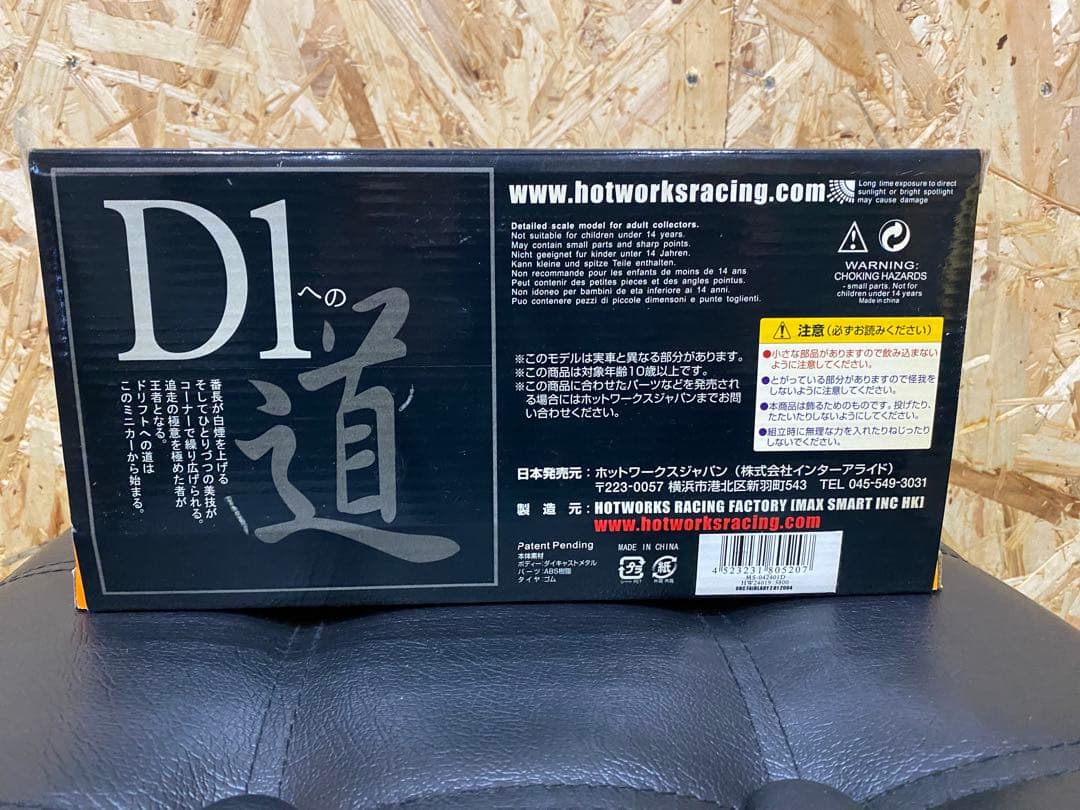 D1への道
番長が白煙を上げる
そしてひとりづつの美技が
コーナーで繰り広げられる。
追走の極意を極めた者が
王者となる。
ドリフトへの道は
このミニカーから始まる。
www.hotworksracing.com
Long time exposure to direct
sunlight or bright spotlight
may cause damage
Detailed scale model for adult collectors.
Not suitable for children under 14 years.
May contain small parts and sharp points.
Nicht geeignet fur kinder unter 14 Jahren.
Kann kleine und spitze Teile enthalten.
Non recommande pour les enfants de moins de 14 ans
Peut contenir des petites pieces et des angles pointus.
Non idoneo per bambini de eta inferiore ai 14 anni.
Puo contenere pezzi di piccole dimensoni e punte toglienti.
WARNING:
CHOKING HAZARDS
- small parts. Not for
children under 14 years
Made in china
※このモデルは実車と異なる部分があります。
※この商品は対象年齢10歳以上です。
※この商品に合わせたパーツなどを発売され
る場合にはホットワークスジャパンまでお問
い合わせください。
注意(必ずお読みください)
●小さな部品がありますので飲み込まない
ように注意してください。
●とがっている部分がありますので怪我を
しないように注意してください。
●本商品は飾るためのものです。投げたり、
たたいたりしないようにしてください。
●組立時に無理な力を入れたりねじったり
しないでください。
日本発売元:ホットワークスジャパン(株式会社インターアライド)
〒223-0057 横浜市港北区新羽町543 TEL 045-549-3031
製造元:HOTWORKS RACING FACTORY [MAX SMART INC HK]
www.hotworksracing.com
Patent Pending
本体素材
ボディー:ダイキャストメタル
パーツ:ABS樹脂
タイヤ:ゴム
MADE IN CHINA
プラ
紙
4523231805207
MS-042401D
HW24019:5800